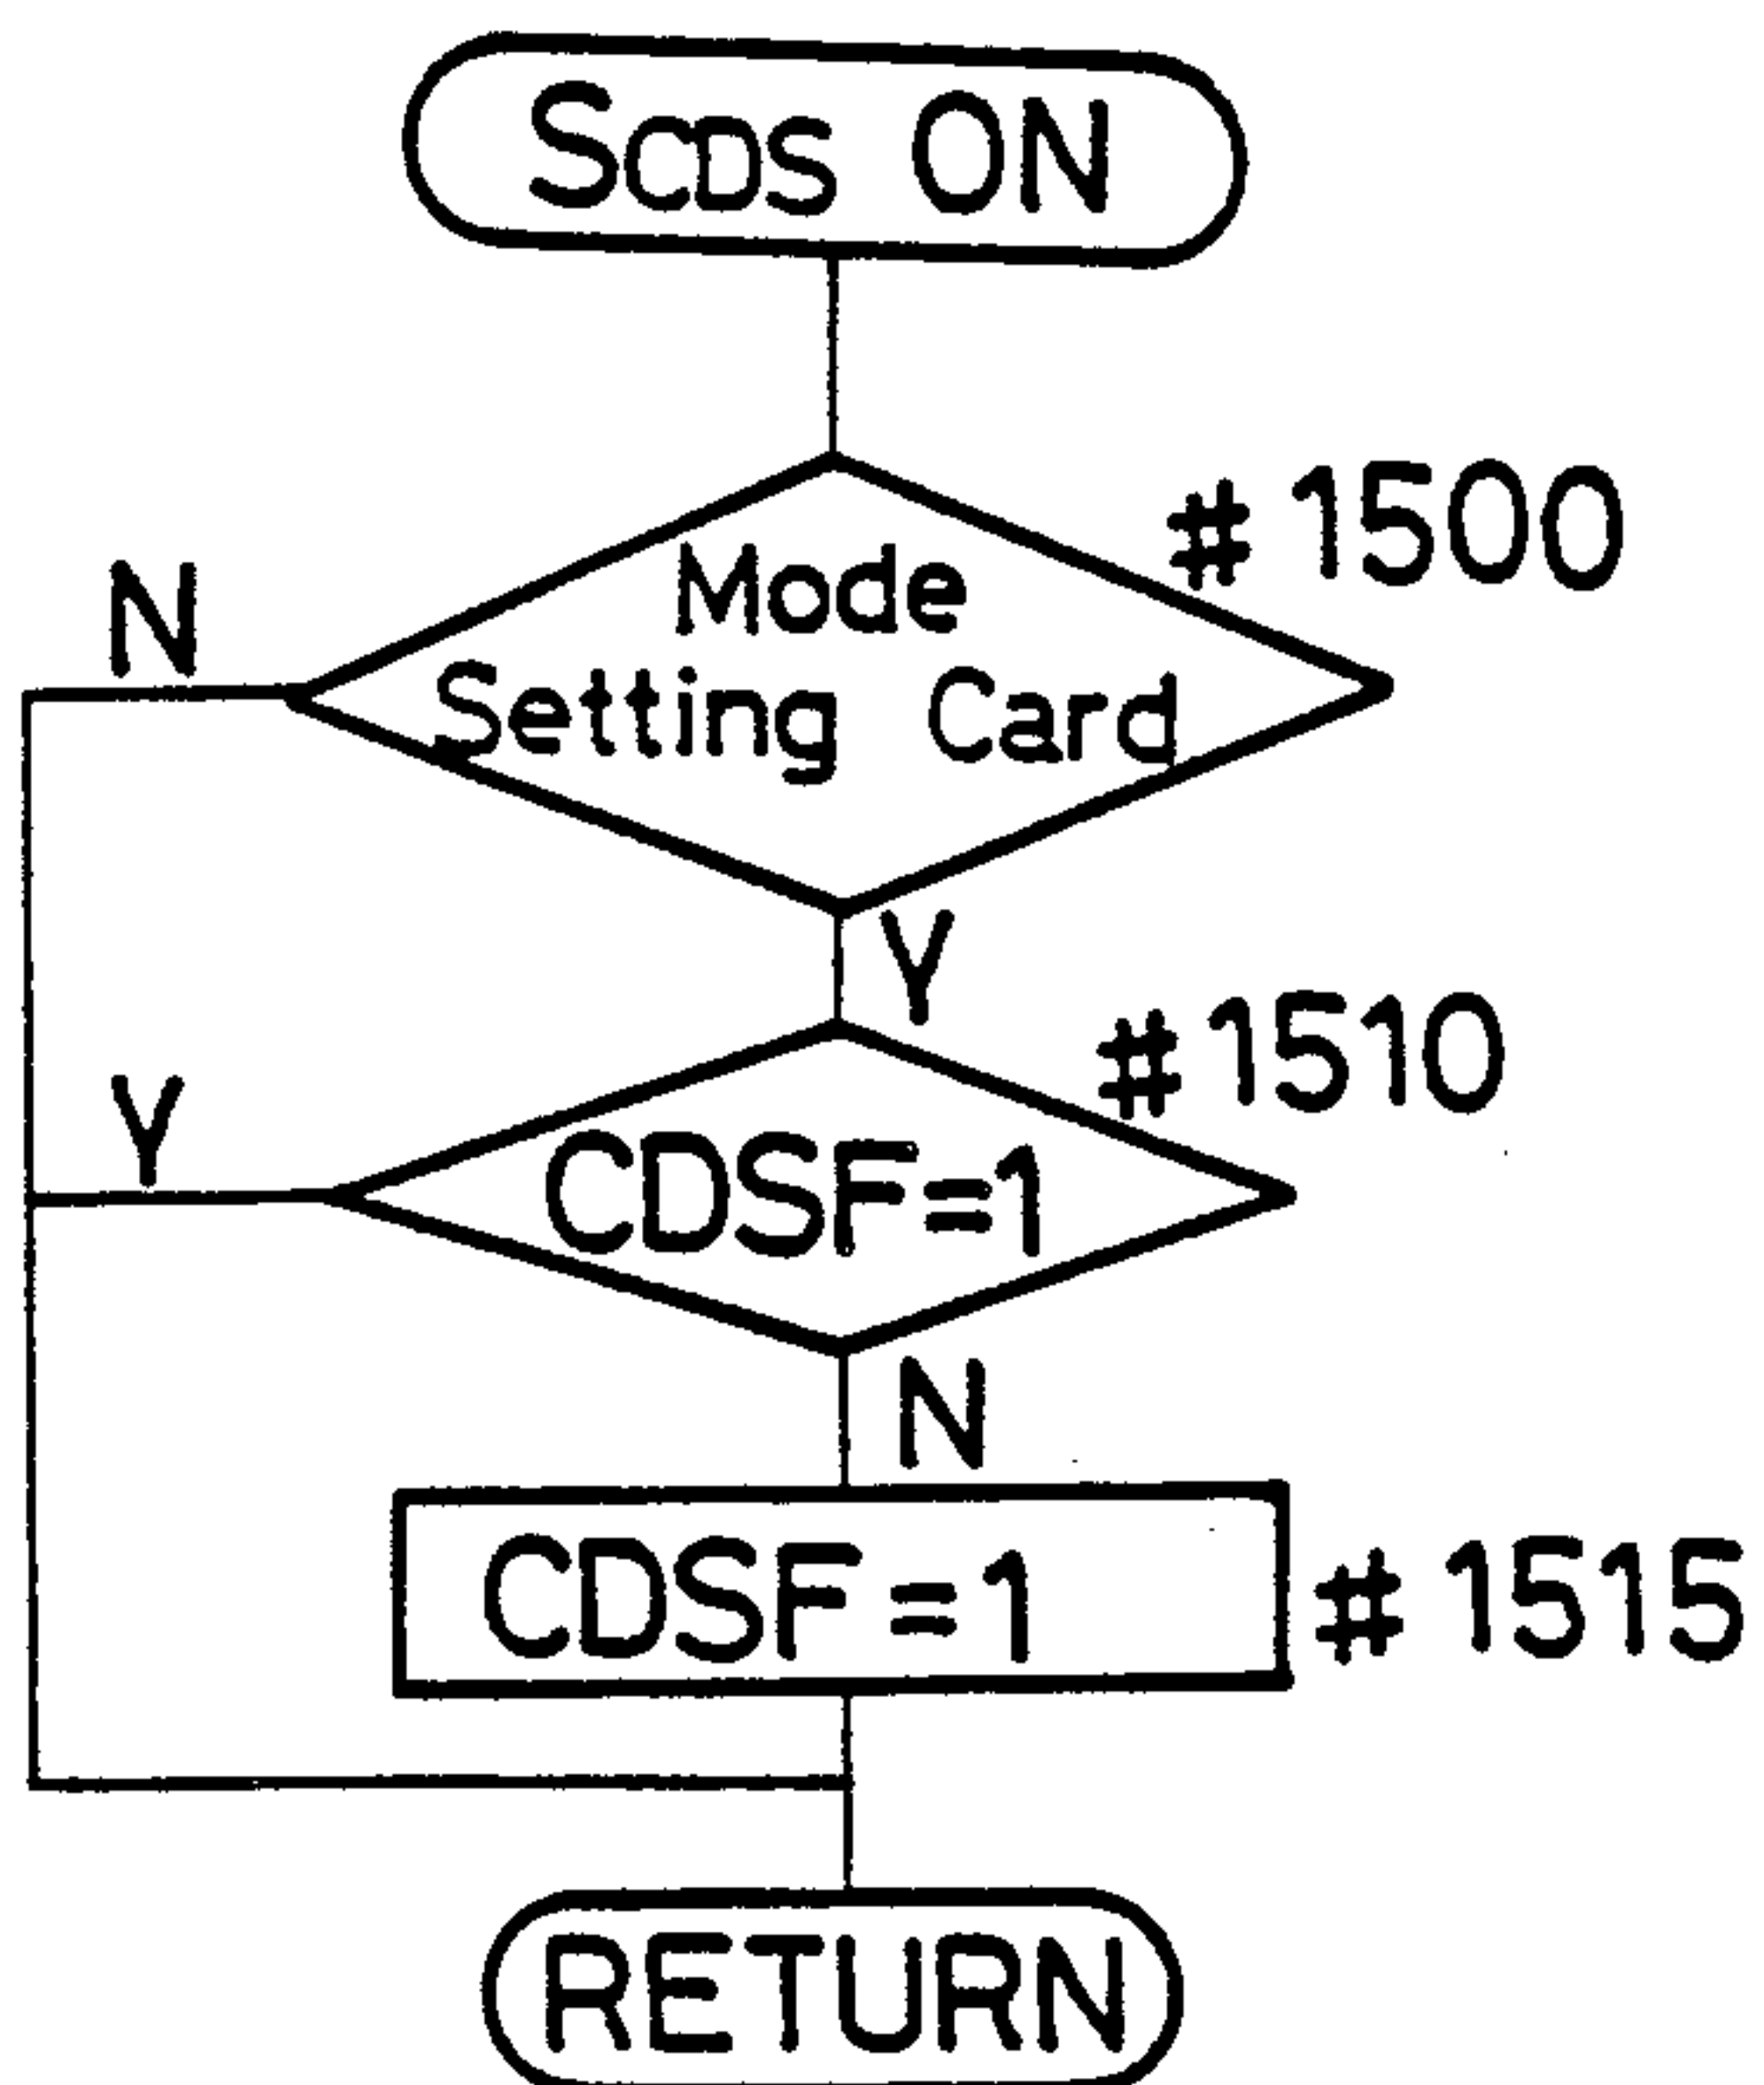 SCDS ON
#1500
N
Mode
Setting Card
Y
#1510
Y
CDSF=1
N
CDSF=1
#1515
RETURN